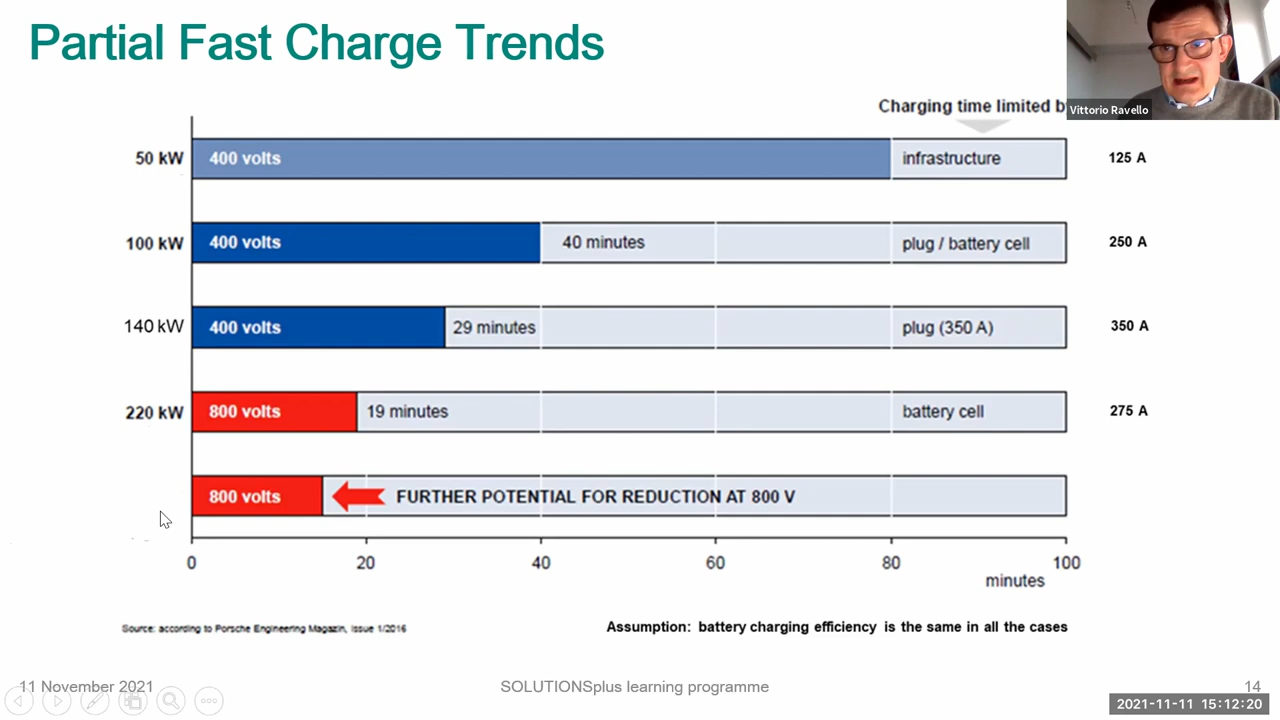 Partial Fast Charge Trends
Vittorio Ravello
Charging time limited b
50 kW 400 volts infrastructure 125 A
100 kW 400 volts 40 minutes plug / battery cell 250 A
140 kW 400 volts 29 minutes plug (350 A) 350 A
220 kW 800 volts 19 minutes battery cell 275 A
800 volts FURTHER POTENTIAL FOR REDUCTION AT 800 V
0 20 40 60 80 100
minutes
Source: according to Porsche Engineering Magazin, Issue 1/2016
Assumption: battery charging efficiency is the same in all the cases
11 November 2021 SOLUTIONSplus learning programme 14
2021-11-11 15:12:20